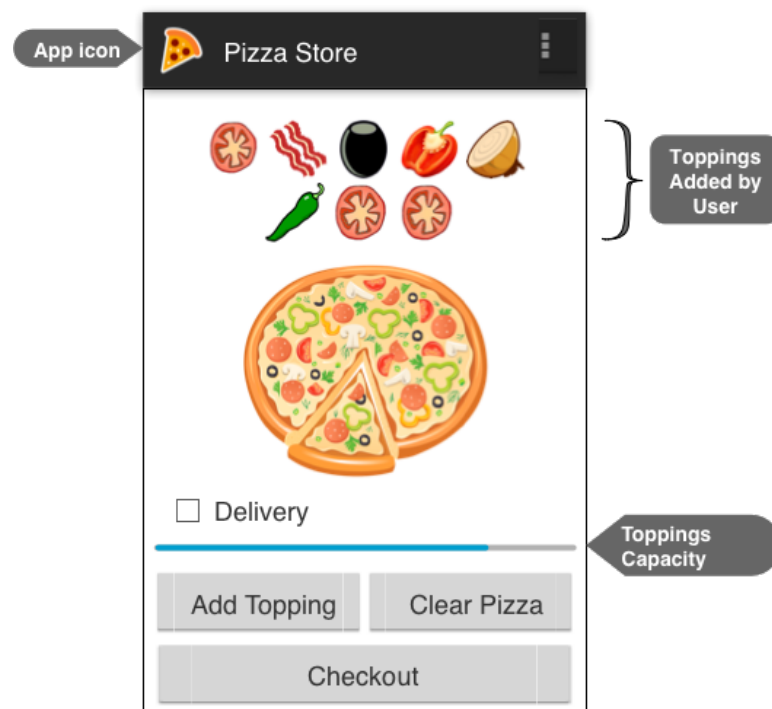 App icon
Pizza Store
Toppings
Added by
User
Delivery
Toppings
Capacity
Add Topping
Clear Pizza
Checkout